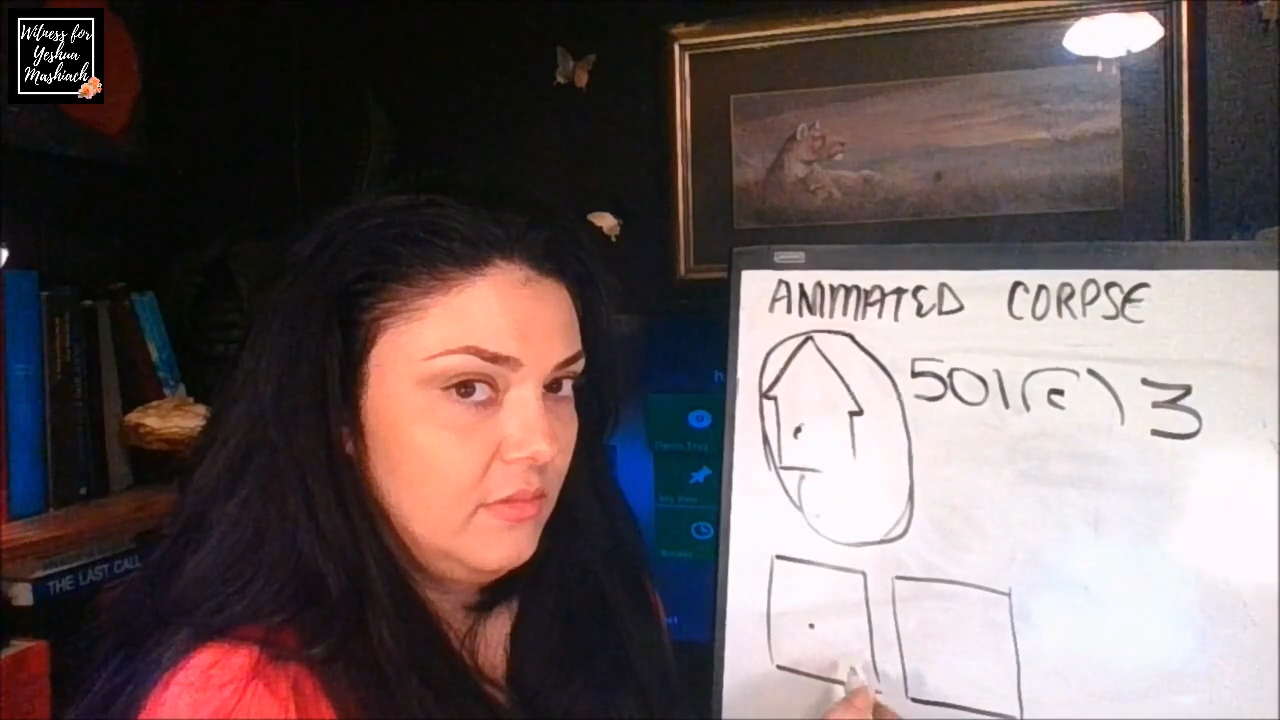 Witness for
Yeshua
Mashiach
ANIMATED CORPSE
501(c)3
THE LAST CALL